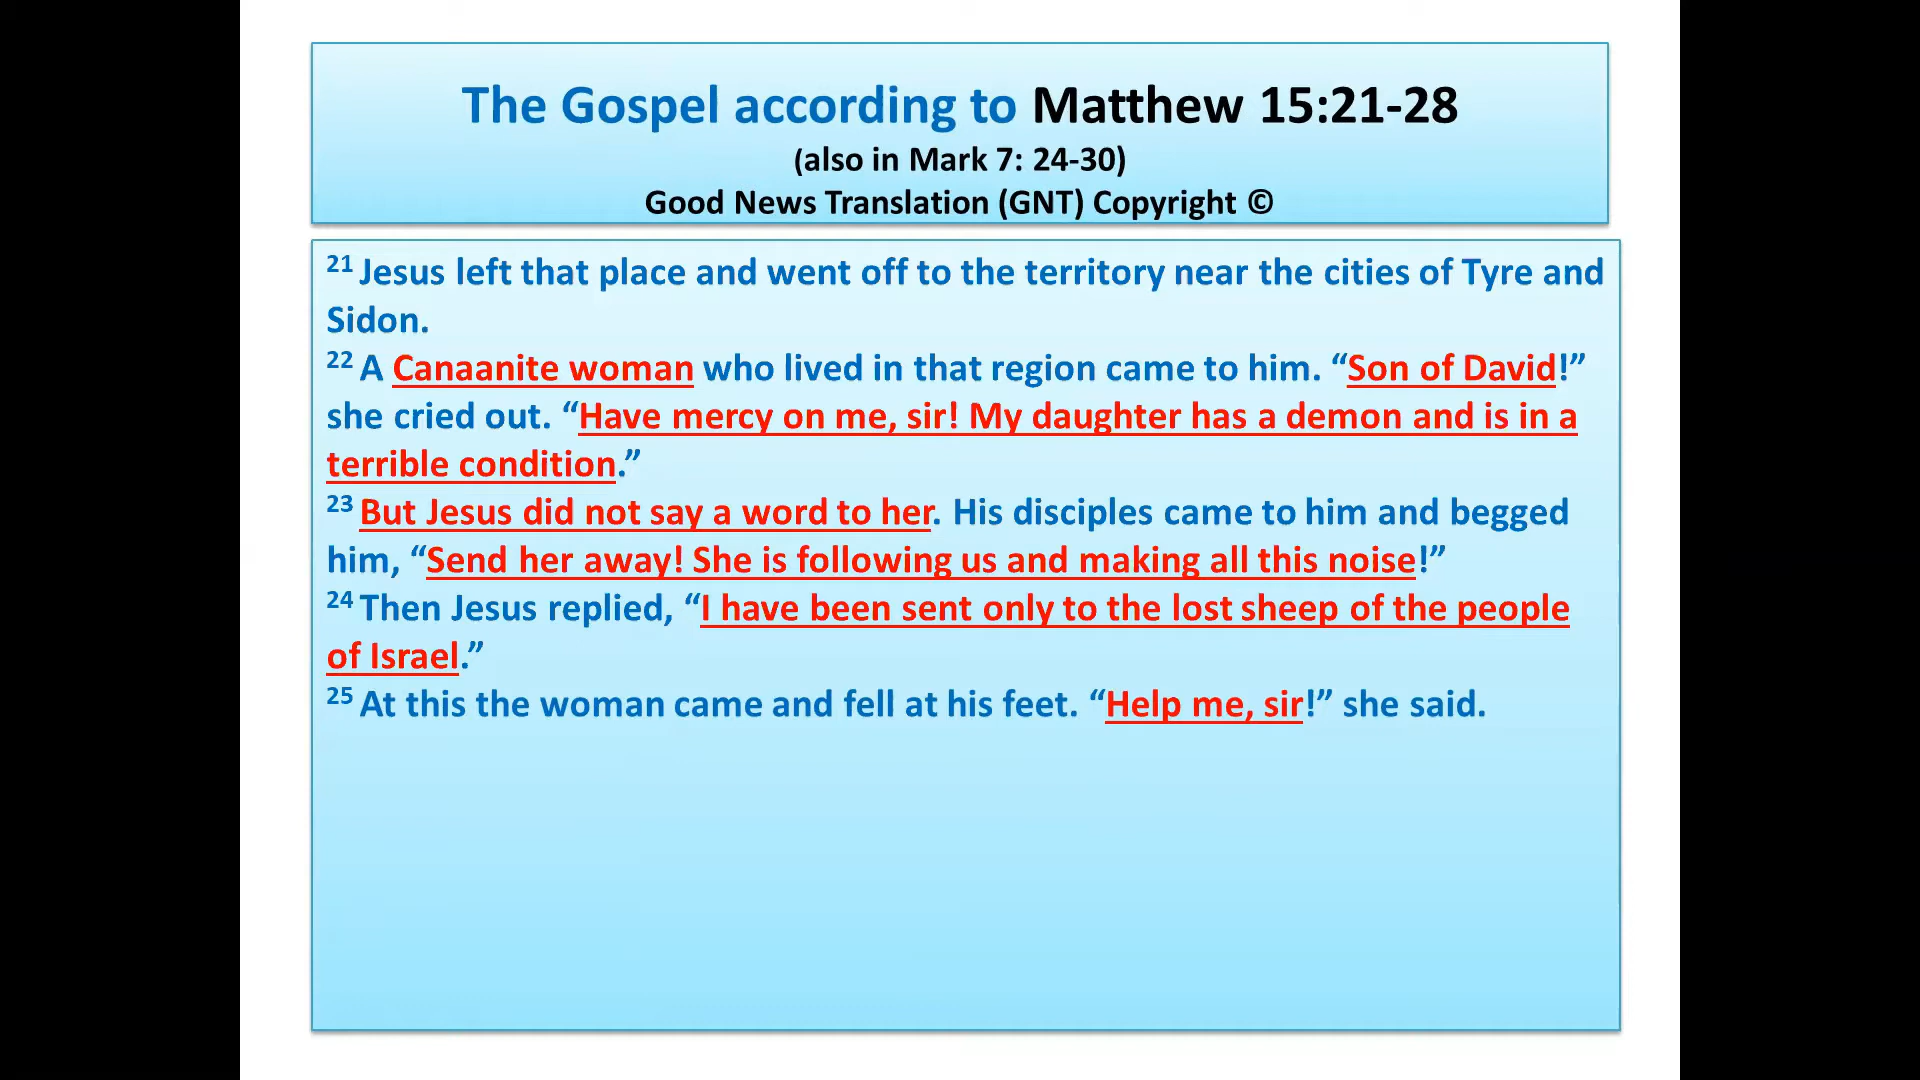 The Gospel according to Matthew 15:21-28
(also in Mark 7: 24-30)
Good News Translation (GNT) Copyright ©
21 Jesus left that place and went off to the territory near the cities of Tyre and
Sidon.
22 A Canaanite woman who lived in that region came to him. “Son of David!”
she cried out. “Have mercy on me, sir! My daughter has a demon and is in a
terrible condition.”
23 But Jesus did not say a word to her. His disciples came to him and begged
him, “Send her away! She is following us and making all this noise!”
24 Then Jesus replied, “I have been sent only to the lost sheep of the people
of Israel.”
25 At this the woman came and fell at his feet. “Help me, sir!” she said.